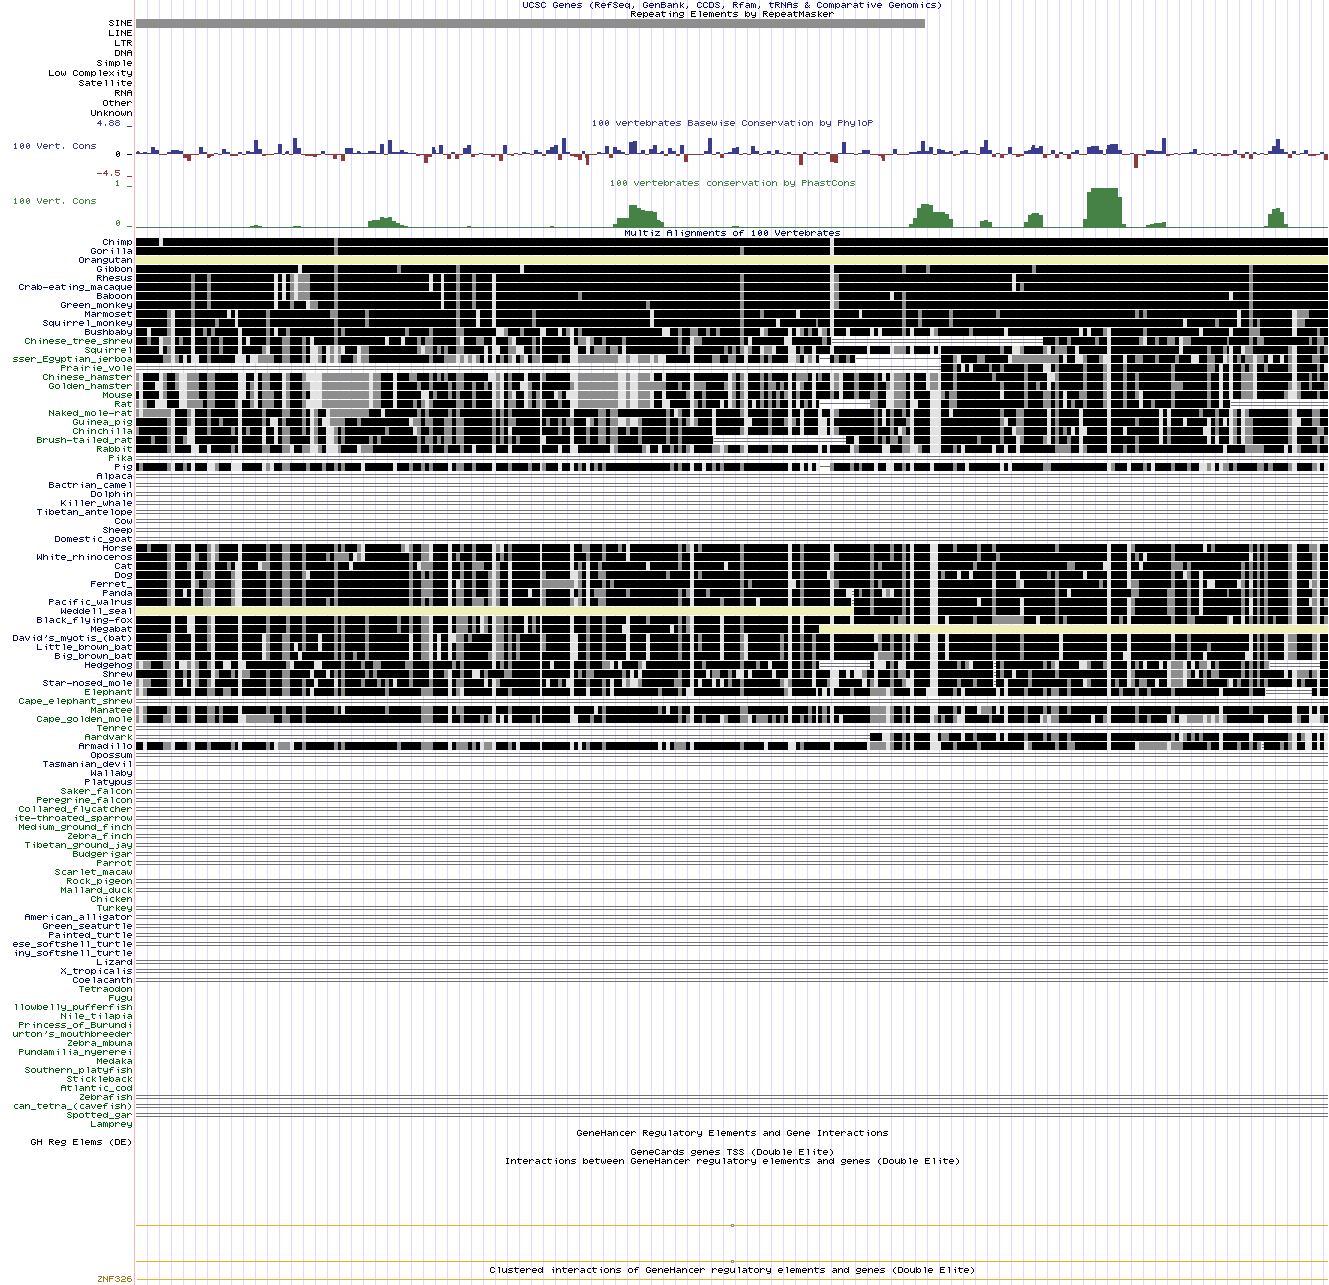 UCSC Genes (RefSeq, GenBank, CCDS, Rfam, tRNAs & Comparative Genomics)
Repeating Elements by RepeatMasker
SINE
LINE
LTR
DNA
Simple
Low Complexity
Satellite
RNA
Other
Unknown
4.88 _
100 vertebrates Basewise Conservation by PhyloP
100 Vert. Cons
0 _
-4.5 _
100 vertebrates conservation by PhastCons
1 _
100 Vert. Cons
0 _
Multiz Alignments of 100 Vertebrates
Chimp
Gorilla
Orangutan
Gibbon
Rhesus
Crab-eating_macaque
Baboon
Green_monkey
Marmoset
Squirrel_monkey
Bushbaby
Chinese_tree_shrew
Squirrel
sser_Egyptian_jerboa
Prairie_vole
Chinese_hamster
Golden_hamster
Mouse
Rat
Naked_mole-rat
Guinea_pig
Chinchilla
Brush-tailed_rat
Rabbit
Pika
Pig
Alpaca
Bactrian_camel
Dolphin
Killer_whale
Tibetan_antelope
Cow
Sheep
Domestic_goat
Horse
White_rhinoceros
Cat
Dog
Ferret_
Panda
Pacific_walrus
Weddell_seal
Black_flying-fox
Megabat
David's_myotis_(bat)
Little_brown_bat
Big_brown_bat
Hedgehog
Shrew
Star-nosed_mole
Elephant
Cape_elephant_shrew
Manatee
Cape_golden_mole
Tenrec
Aardvark
Armadillo
Opossum
Tasmanian_devil
Wallaby
Platypus
Saker_falcon
Peregrine_falcon
Collared_flycatcher
ite-throated_sparrow
Medium_ground_finch
Zebra_finch
Tibetan_ground_jay
Budgerigar
Parrot
Scarlet_macaw
Rock_pigeon
Mallard_duck
Chicken
Turkey
American_alligator
Green_seaturtle
Painted_turtle
ese_softshell_turtle
iny_softshell_turtle
Lizard
X_tropicalis
Coelacanth
Tetraodon
Fugu
llowbelly_pufferfish
Nile_tilapia
Princess_of_Burundi
urton's_mouthbreeder
Zebra_mbuna
Pundamilia_nyererei
Medaka
Southern_platyfish
Stickleback
Atlantic_cod
Zebrafish
can_tetra_(cavefish)
Spotted_gar
Lamprey
GeneHancer Regulatory Elements and Gene Interactions
GH Reg Elems (DE)
GeneCards genes TSS (Double Elite)
Interactions between GeneHancer regulatory elements and genes (Double Elite)
Clustered interactions of GeneHancer regulatory elements and genes (Double Elite)
ZNF326